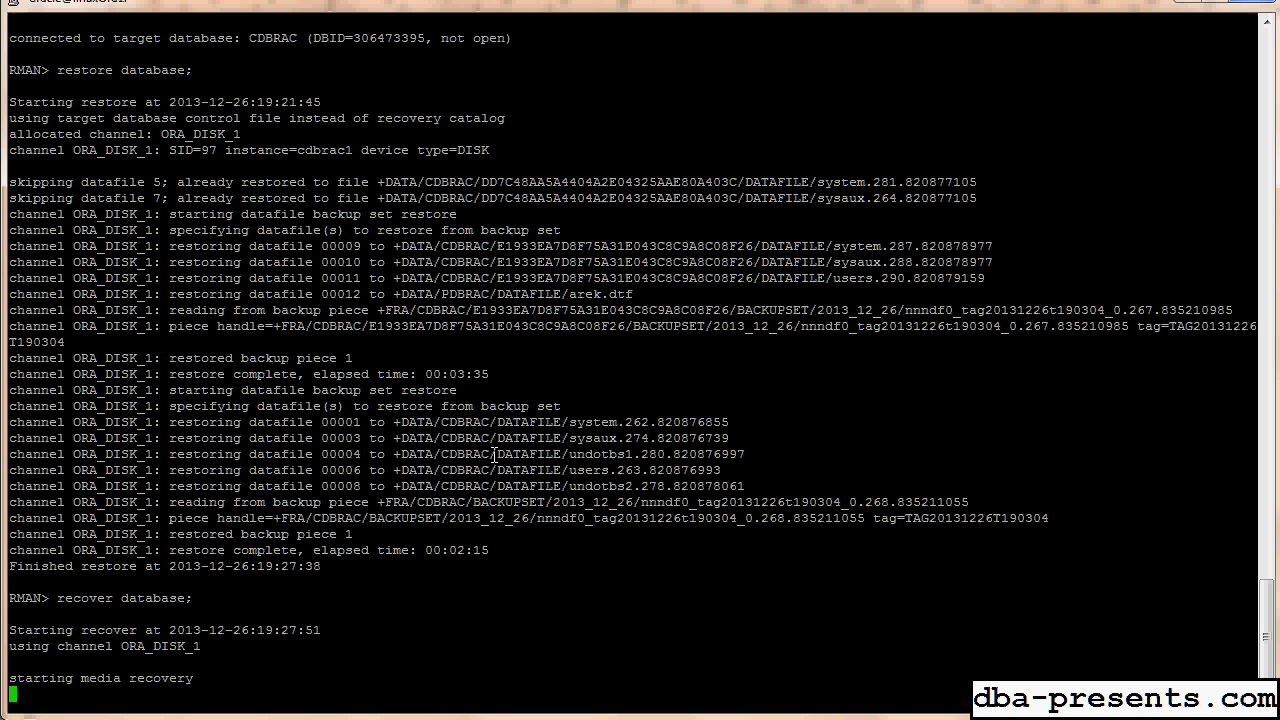 connected to target database: CDBRAC (DBID=306473395, not open)
RMAN> restore database;
Starting restore at 2013-12-26:19:21:45
using target database control file instead of recovery catalog
allocated channel: ORA_DISK_1
channel ORA_DISK_1: SID=97 instance=cdbrac1 device type=DISK
skipping datafile 5; already restored to file +DATA/CDBRAC/DD7C48AA5A4404A2E04325AAE80A403C/DATAFILE/system.281.820877105
skipping datafile 7; already restored to file +DATA/CDBRAC/DD7C48AA5A4404A2E04325AAE80A403C/DATAFILE/sysaux.264.820877105
channel ORA_DISK_1: starting datafile backup set restore
channel ORA_DISK_1: specifying datafile(s) to restore from backup set
channel ORA_DISK_1: restoring datafile 00009 to +DATA/CDBRAC/E1933EA7D8F75A31E043C8C9A8C08F26/DATAFILE/system.287.820878977
channel ORA_DISK_1: restoring datafile 00010 to +DATA/CDBRAC/E1933EA7D8F75A31E043C8C9A8C08F26/DATAFILE/sysaux.288.820878977
channel ORA_DISK_1: restoring datafile 00011 to +DATA/CDBRAC/E1933EA7D8F75A31E043C8C9A8C08F26/DATAFILE/users.290.820879159
channel ORA_DISK_1: restoring datafile 00012 to +DATA/PDBRAC/DATAFILE/arek.dtf
channel ORA_DISK_1: reading from backup piece +FRA/CDBRAC/E1933EA7D8F75A31E043C8C9A8C08F26/BACKUPSET/2013_12_26/nnndf0_tag20131226t190304_0.267.835210985
channel ORA_DISK_1: piece handle=+FRA/CDBRAC/E1933EA7D8F75A31E043C8C9A8C08F26/BACKUPSET/2013_12_26/nnndf0_tag20131226t190304_0.267.835210985 tag=TAG20131226
T190304
channel ORA_DISK_1: restored backup piece 1
channel ORA_DISK_1: restore complete, elapsed time: 00:03:35
channel ORA_DISK_1: starting datafile backup set restore
channel ORA_DISK_1: specifying datafile(s) to restore from backup set
channel ORA_DISK_1: restoring datafile 00001 to +DATA/CDBRAC/DATAFILE/system.262.820876855
channel ORA_DISK_1: restoring datafile 00003 to +DATA/CDBRAC/DATAFILE/sysaux.274.820876739
channel ORA_DISK_1: restoring datafile 00004 to +DATA/CDBRAC/DATAFILE/undotbs1.280.820876997
channel ORA_DISK_1: restoring datafile 00006 to +DATA/CDBRAC/DATAFILE/users.263.820876993
channel ORA_DISK_1: restoring datafile 00008 to +DATA/CDBRAC/DATAFILE/undotbs2.278.820878061
channel ORA_DISK_1: reading from backup piece +FRA/CDBRAC/BACKUPSET/2013_12_26/nnndf0_tag20131226t190304_0.268.835211055
channel ORA_DISK_1: piece handle=+FRA/CDBRAC/BACKUPSET/2013_12_26/nnndf0_tag20131226t190304_0.268.835211055 tag=TAG20131226T190304
channel ORA_DISK_1: restored backup piece 1
channel ORA_DISK_1: restore complete, elapsed time: 00:02:15
Finished restore at 2013-12-26:19:27:38
RMAN> recover database;
Starting recover at 2013-12-26:19:27:51
using channel ORA_DISK_1
starting media recovery
dba-presents.com